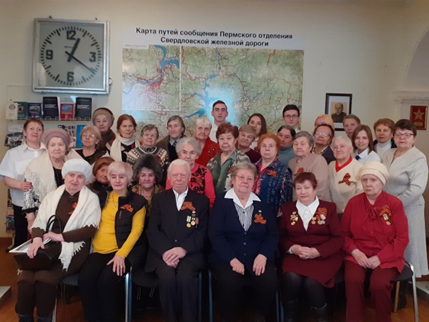 Карта путей сообщения Пермского отделения
Свердловской железной дороги